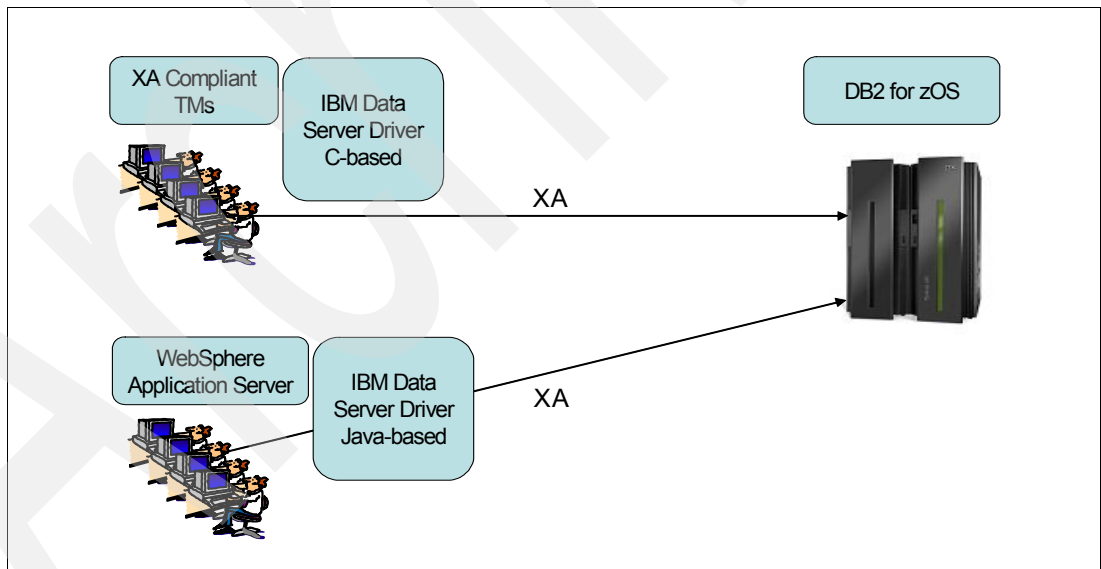 XA Compliant
TMs
IBM Data
Server Driver
C-based
DB2 for zOS
XA
WebSphere
Application Server
IBM Data
Server Driver
Java-based
XA